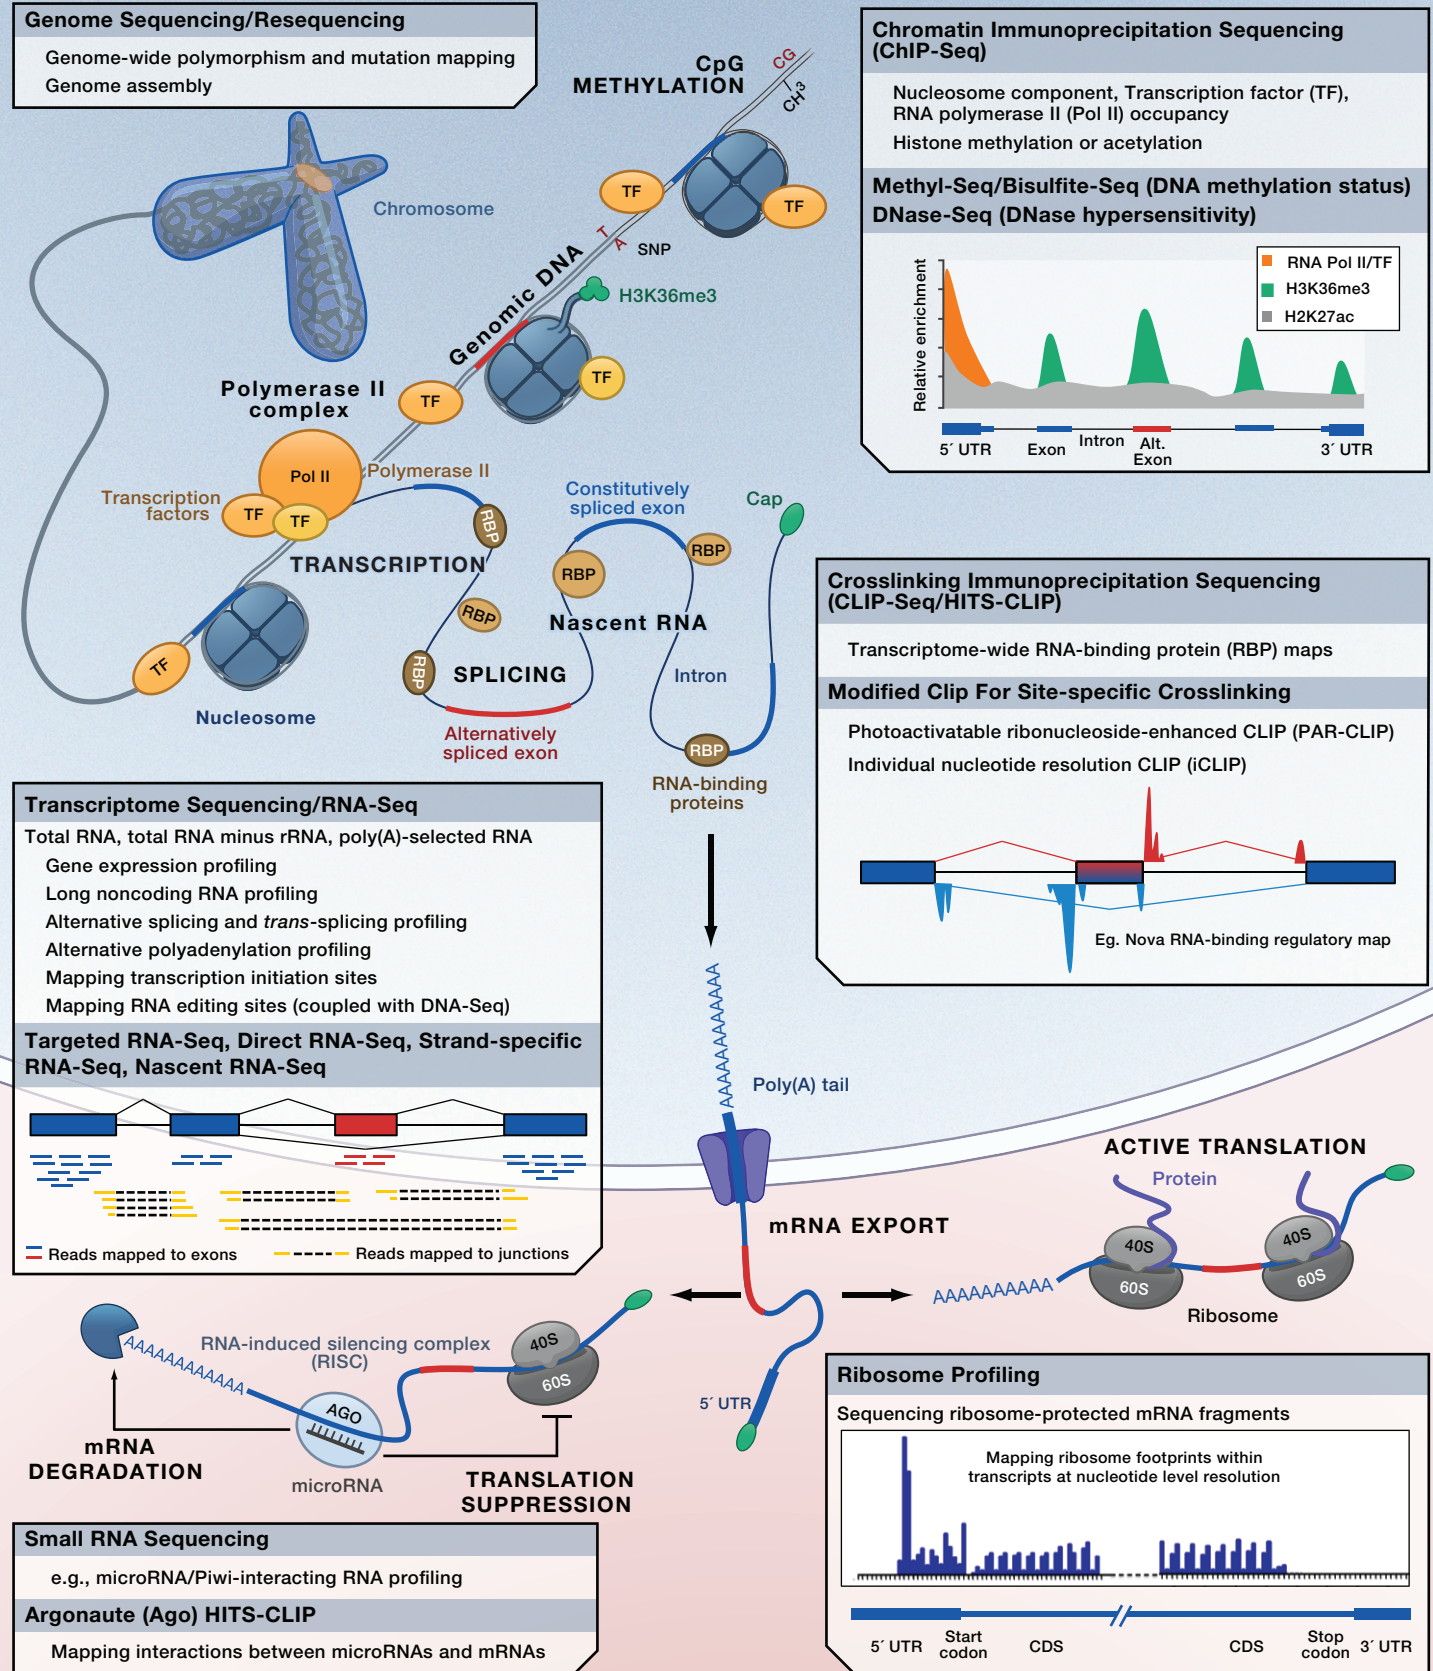 Genome Sequencing/Resequencing
Genome-wide polymorphism and mutation mapping
Genome assembly
CpG
METHYLATION
CG
CH3
TF
TF
Chromosome
T
A
SNP
Genomic DNA
H3K36me3
TF
TF
Polymerase II
complex
Pol II
Polymerase II
Transcription
factors
TF
TF
TRANSCRIPTION
RBP
RBP
RBP
SPLICING
Alternatively
spliced exon
Constitutively
spliced exon
RBP
RBP
Nascent RNA
Intron
Cap
RBP
RNA-binding
proteins
TF
Nucleosome
Chromatin Immunoprecipitation Sequencing
(ChIP-Seq)
Nucleosome component, Transcription factor (TF),
RNA polymerase II (Pol II) occupancy
Histone methylation or acetylation
Methyl-Seq/Bisulfite-Seq (DNA methylation status)
DNase-Seq (DNase hypersensitivity)
Relative enrichment
RNA Pol II/TF
H3K36me3
H2K27ac
5´ UTR
Exon
Intron
Alt.
Exon
3´ UTR
Crosslinking Immunoprecipitation Sequencing
(CLIP-Seq/HITS-CLIP)
Transcriptome-wide RNA-binding protein (RBP) maps
Modified Clip For Site-specific Crosslinking
Photoactivatable ribonucleoside-enhanced CLIP (PAR-CLIP)
Individual nucleotide resolution CLIP (iCLIP)
Eg. Nova RNA-binding regulatory map
Transcriptome Sequencing/RNA-Seq
Total RNA, total RNA minus rRNA, poly(A)-selected RNA
Gene expression profiling
Long noncoding RNA profiling
Alternative splicing and trans-splicing profiling
Alternative polyadenylation profiling
Mapping transcription initiation sites
Mapping RNA editing sites (coupled with DNA-Seq)
Targeted RNA-Seq, Direct RNA-Seq, Strand-specific
RNA-Seq, Nascent RNA-Seq
Reads mapped to exons
Reads mapped to junctions
AAAAAAAAAAAAA
Poly(A) tail
mRNA EXPORT
5´ UTR
ACTIVE TRANSLATION
Protein
40S
60S
40S
60S
AAAAAAAAAA
Ribosome
AAAAAAAAAAAA
RNA-induced silencing complex
(RISC)
AGO
microRNA
40S
60S
mRNA
DEGRADATION
TRANSLATION
SUPPRESSION
Small RNA Sequencing
e.g., microRNA/Piwi-interacting RNA profiling
Argonaute (Ago) HITS-CLIP
Mapping interactions between microRNAs and mRNAs
Ribosome Profiling
Sequencing ribosome-protected mRNA fragments
Mapping ribosome footprints within
transcripts at nucleotide level resolution
5´ UTR
Start
codon
CDS
CDS
Stop
codon
3´ UTR